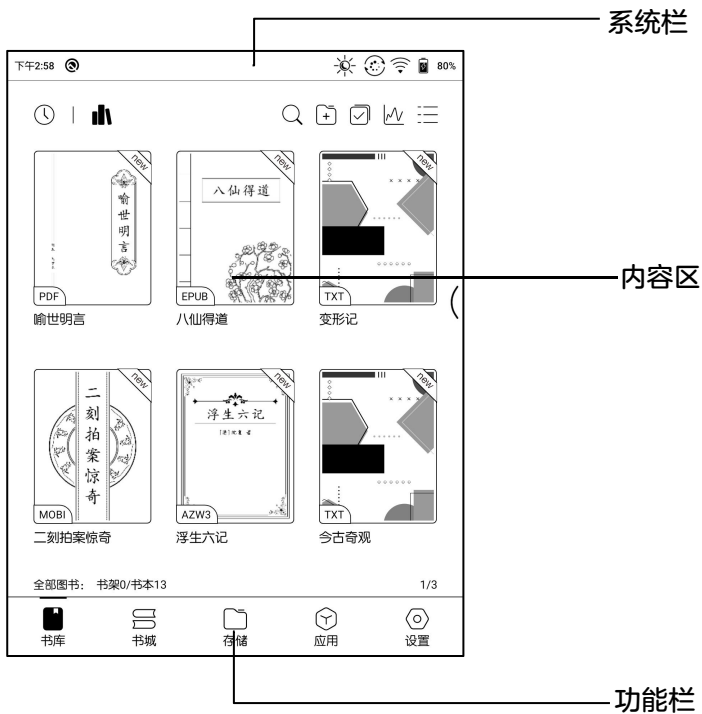 系统栏
下午2:58
80%
new
喻世明言
PDF
喻世明言
new
八仙得道
EPUB
八仙得道
new
TXT
变形记
内容区
new
二刻拍案惊奇
MOBI
二刻拍案惊奇
new
浮生六记
AZW3
浮生六记
new
TXT
今古奇观
全部图书： 书架0/书本13
1/3
书库
书城
存储
应用
设置
功能栏